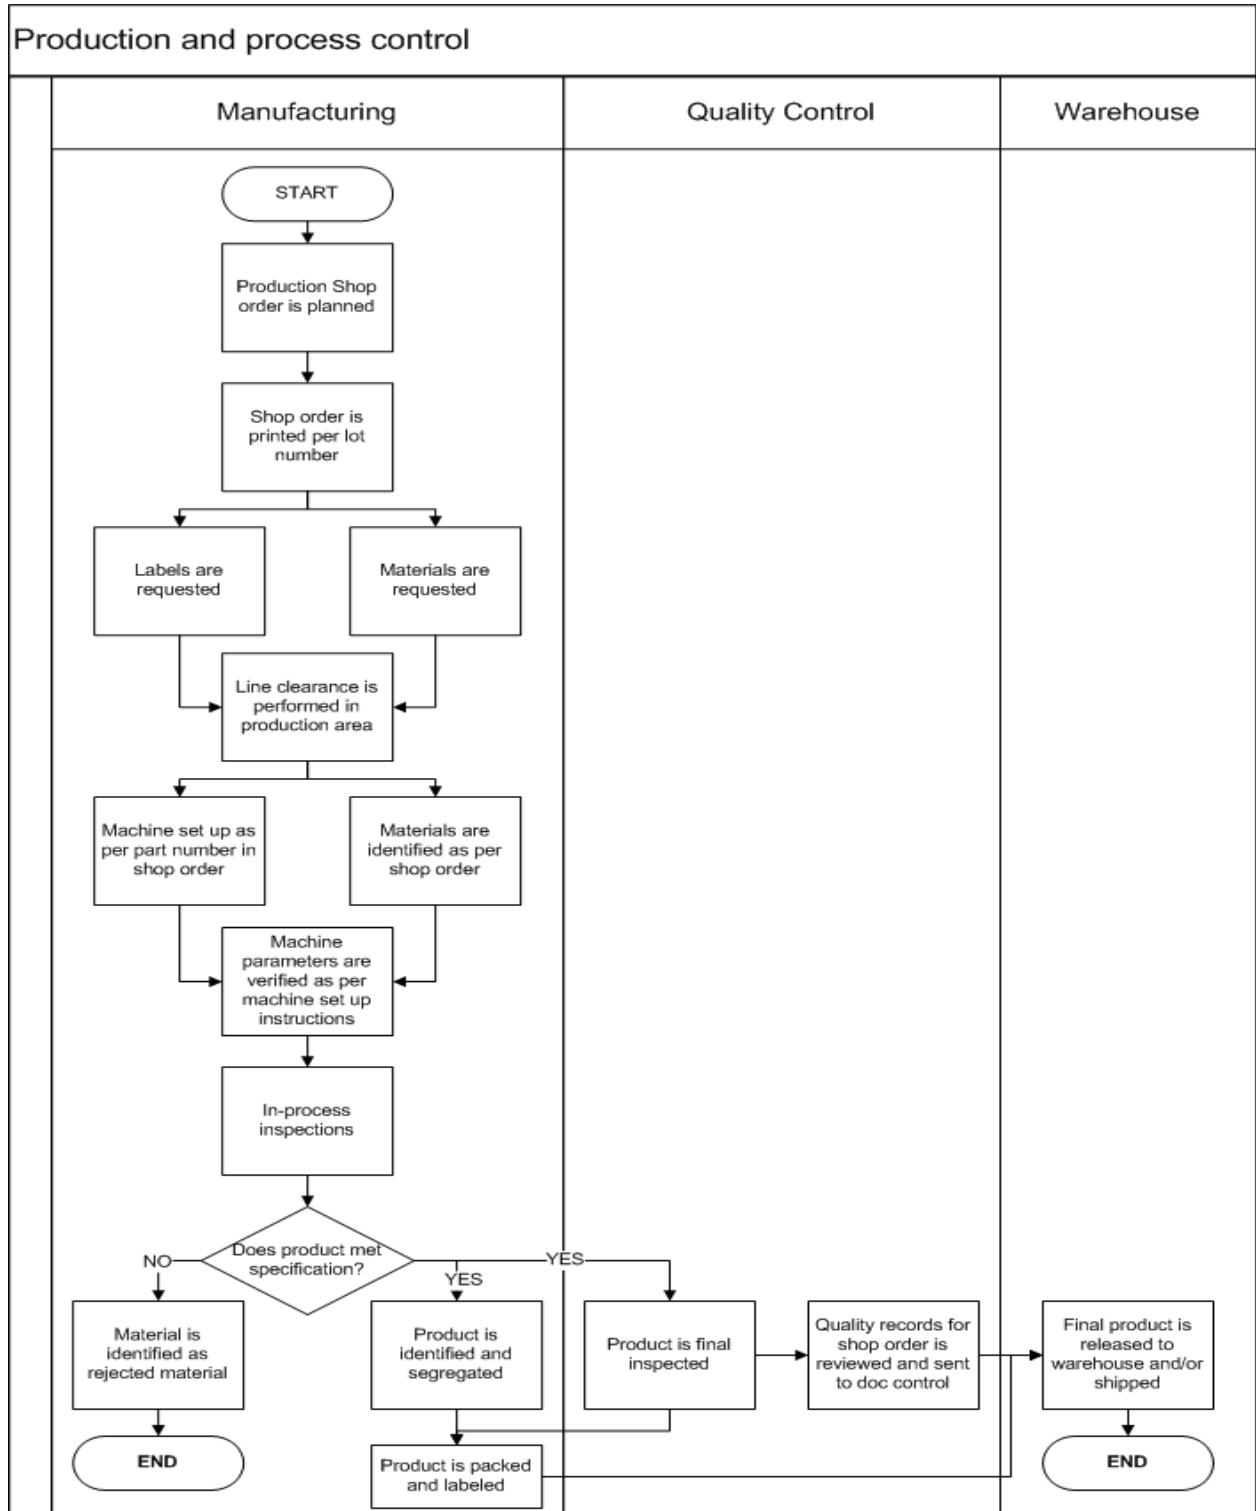 Production and process control
Manufacturing
Quality Control
Warehouse
START
Production Shop
order is planned
Shop order is
printed per lot
number
Labels are
requested
Materials are
requested
Line clearance is
performed in
production area
Machine set up as
per part number in
shop order
Materials are
identified as per
shop order
Machine
parameters are
verified as per
machine set up
instructions
In-process
inspections
Does product met
specification?
NO
YES
YES
Material is
identified as
rejected material
Product is
identified and
segregated
Product is final
inspected
Quality records for
shop order is
reviewed and sent
to doc control
Final product is
released to
warehouse and/or
shipped
END
Product is packed
and labeled
END